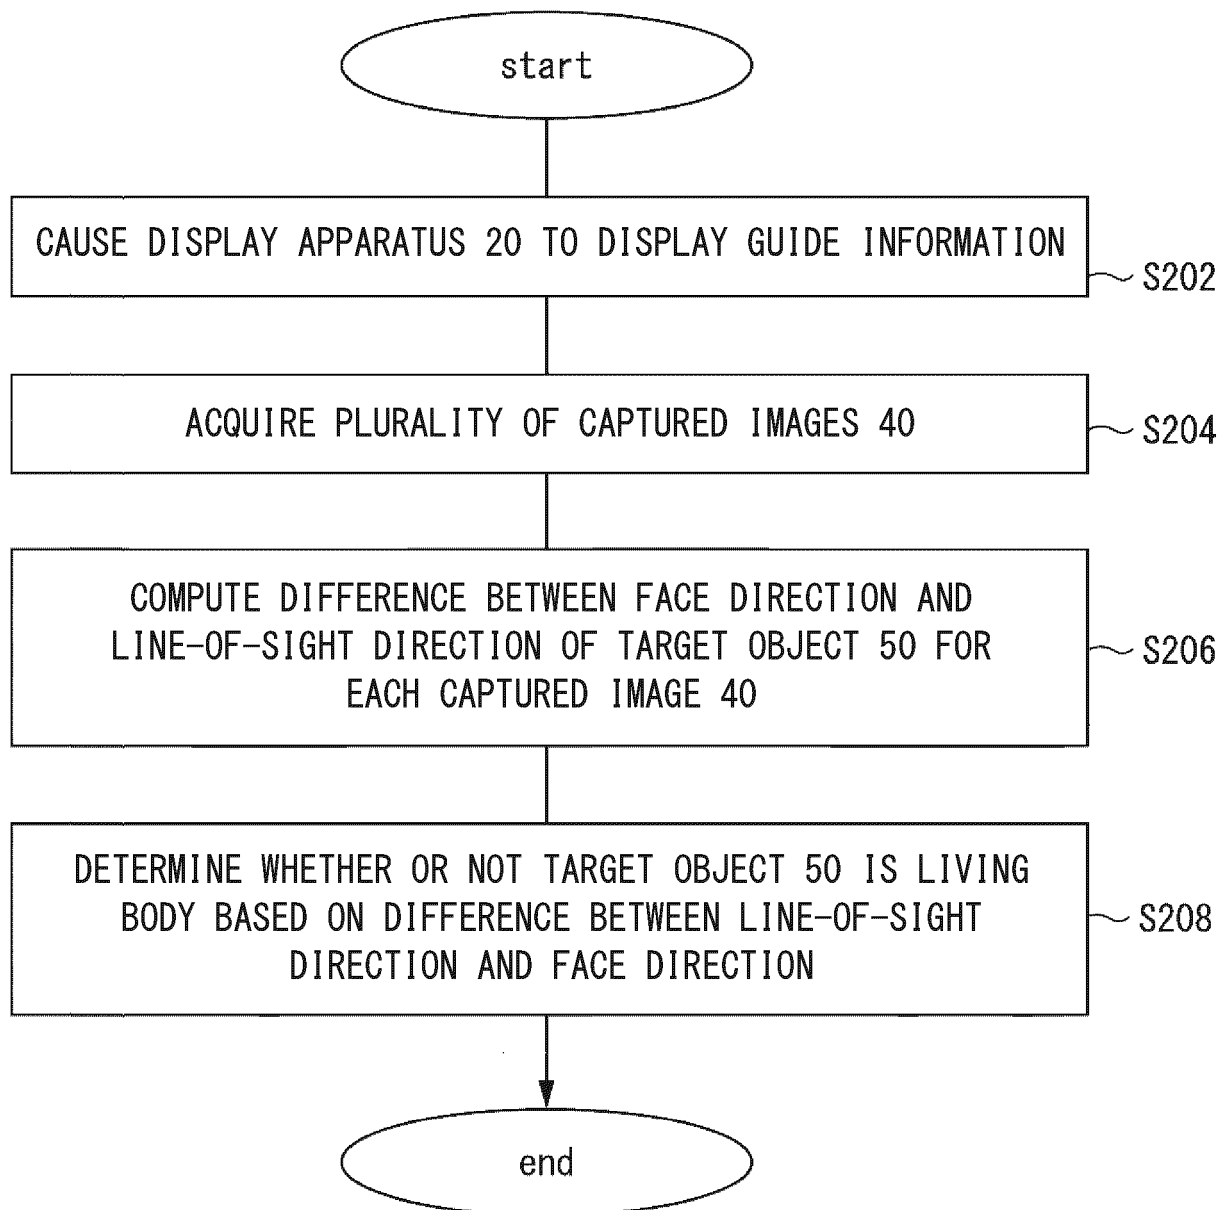 start
CAUSE DISPLAY APPARATUS 20 TO DISPLAY GUIDE INFORMATION
S202
ACQUIRE PLURALITY OF CAPTURED IMAGES 40
S204
COMPUTE DIFFERENCE BETWEEN FACE DIRECTION AND
LINE-OF-SIGHT DIRECTION OF TARGET OBJECT 50 FOR
EACH CAPTURED IMAGE 40
S206
DETERMINE WHETHER OR NOT TARGET OBJECT 50 IS LIVING
BODY BASED ON DIFFERENCE BETWEEN LINE-OF-SIGHT
DIRECTION AND FACE DIRECTION
S208
end